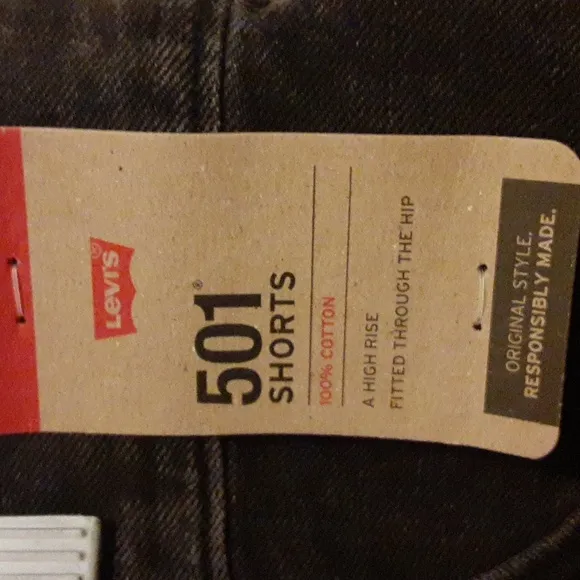 Levi's®
501®
SHORTS
100% COTTON
A HIGH RISE
FITTED THROUGH THE HIP
ORIGINAL STYLE.
RESPONSIBLY MADE.